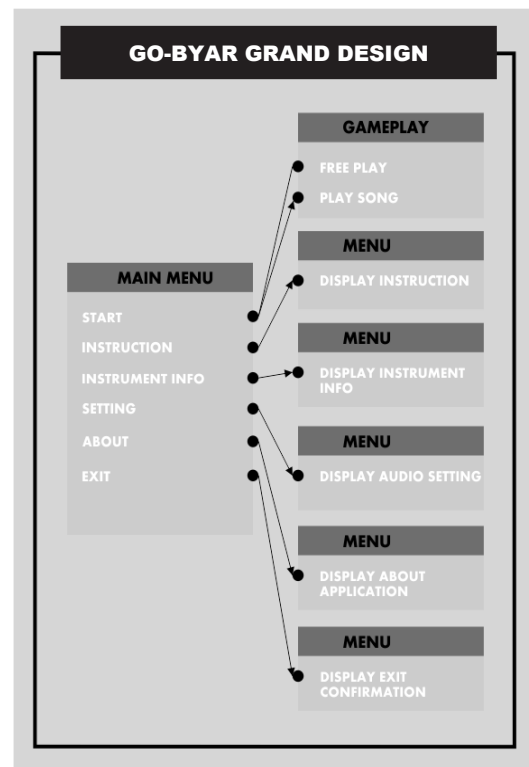 GO-BYAR GRAND DESIGN
MAIN MENU
START
INSTRUCTION
INSTRUMENT INFO
SETTING
ABOUT
EXIT
GAMEPLAY
FREE PLAY
PLAY SONG
MENU
DISPLAY INSTRUCTION
MENU
DISPLAY INSTRUMENT
INFO
MENU
DISPLAY AUDIO SETTING
MENU
DISPLAY ABOUT
APPLICATION
MENU
DISPLAY EXIT
CONFIRMATION